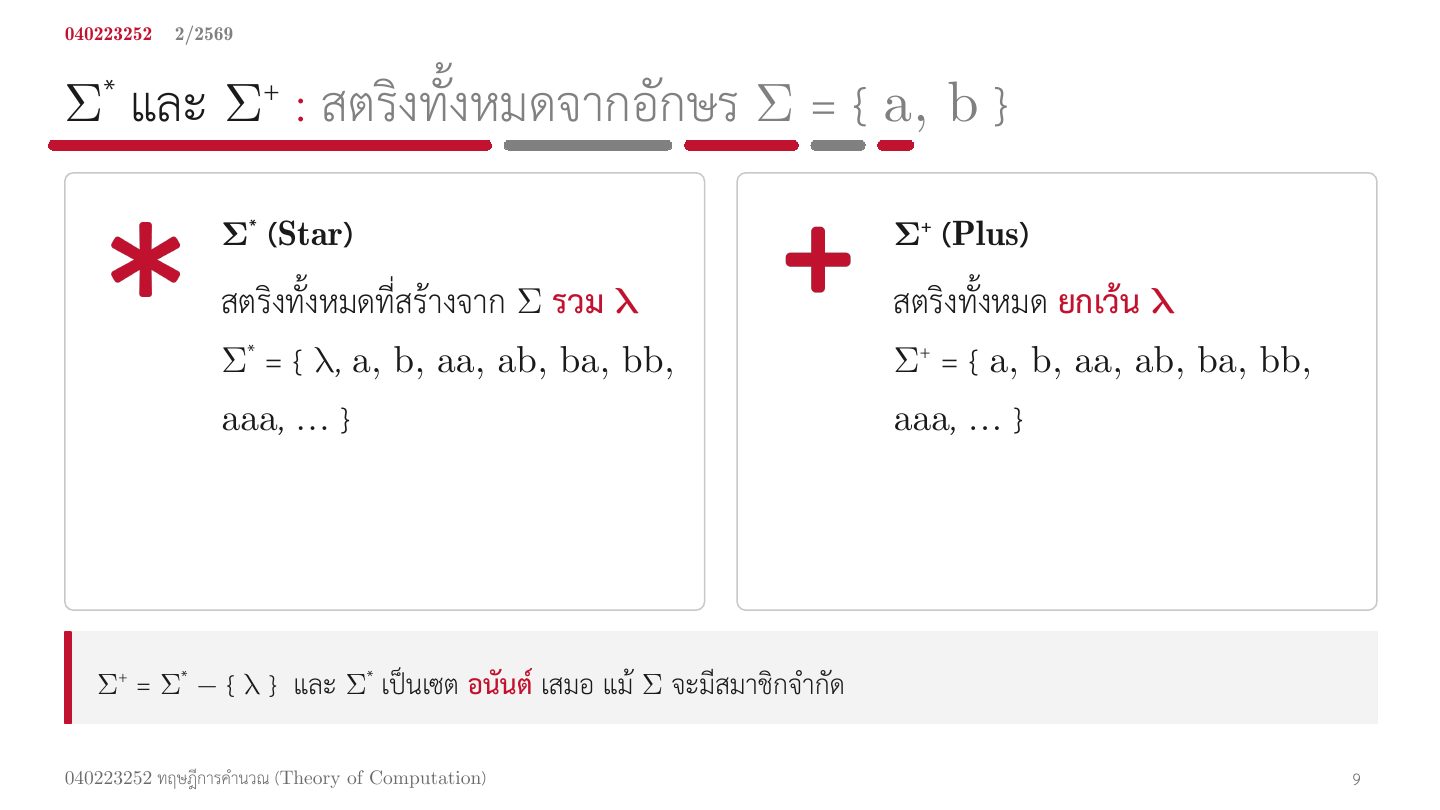 040223252 2/2569
Σ* และ Σ⁺ : สตริงทั้งหมดจากอักษร Σ = { a, b }
Σ* (Star)
สตริงทั้งหมดที่สร้างจาก Σ รวม λ
Σ* = { λ, a, b, aa, ab, ba, bb,
aaa, … }
Σ⁺ (Plus)
สตริงทั้งหมด ยกเว้น λ
Σ⁺ = { a, b, aa, ab, ba, bb,
aaa, … }
Σ⁺ = Σ* − { λ } และ Σ* เป็นเซต อนันต์ เสมอ แม้ Σ จะมีสมาชิกจำกัด
040223252 ทฤษฎีการคำนวณ (Theory of Computation)
9